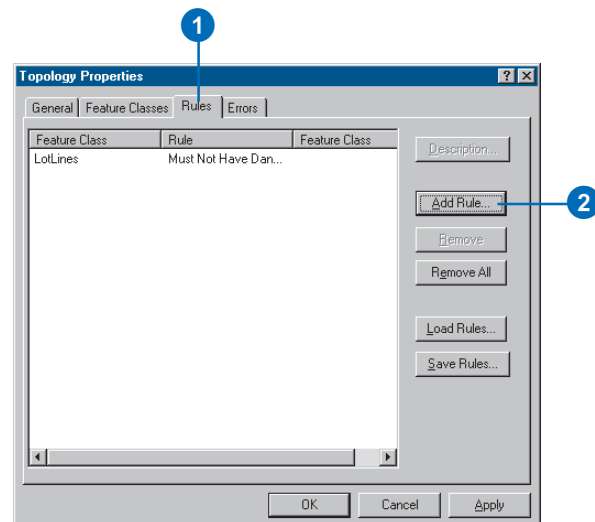 1
Topology Properties
General Feature Classes Rules Errors
Feature Class Rule Feature Class
LotLines Must Not Have Dan...
Description...
Add Rule...
2
Remove
Remove All
Load Rules...
Save Rules...
OK Cancel Apply